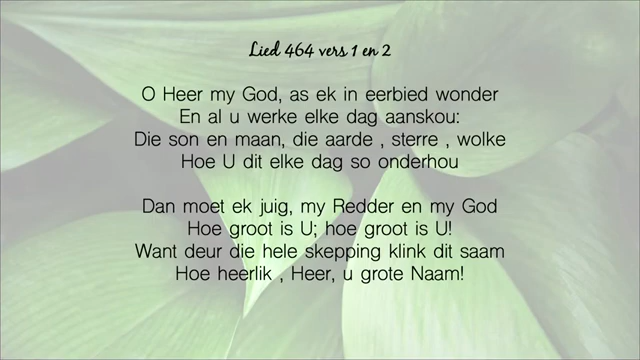 Lied 464 vers 1 en 2
O Heer my God, as ek in eerbied wonder
En al u werke elke dag aanskou:
Die son en maan, die aarde , sterre , wolke
Hoe U dit elke dag so onderhou
Dan moet ek juig, my Redder en my God
Hoe groot is U; hoe groot is U!
Want deur die hele skepping klink dit saam
Hoe heerlik , Heer, u grote Naam!